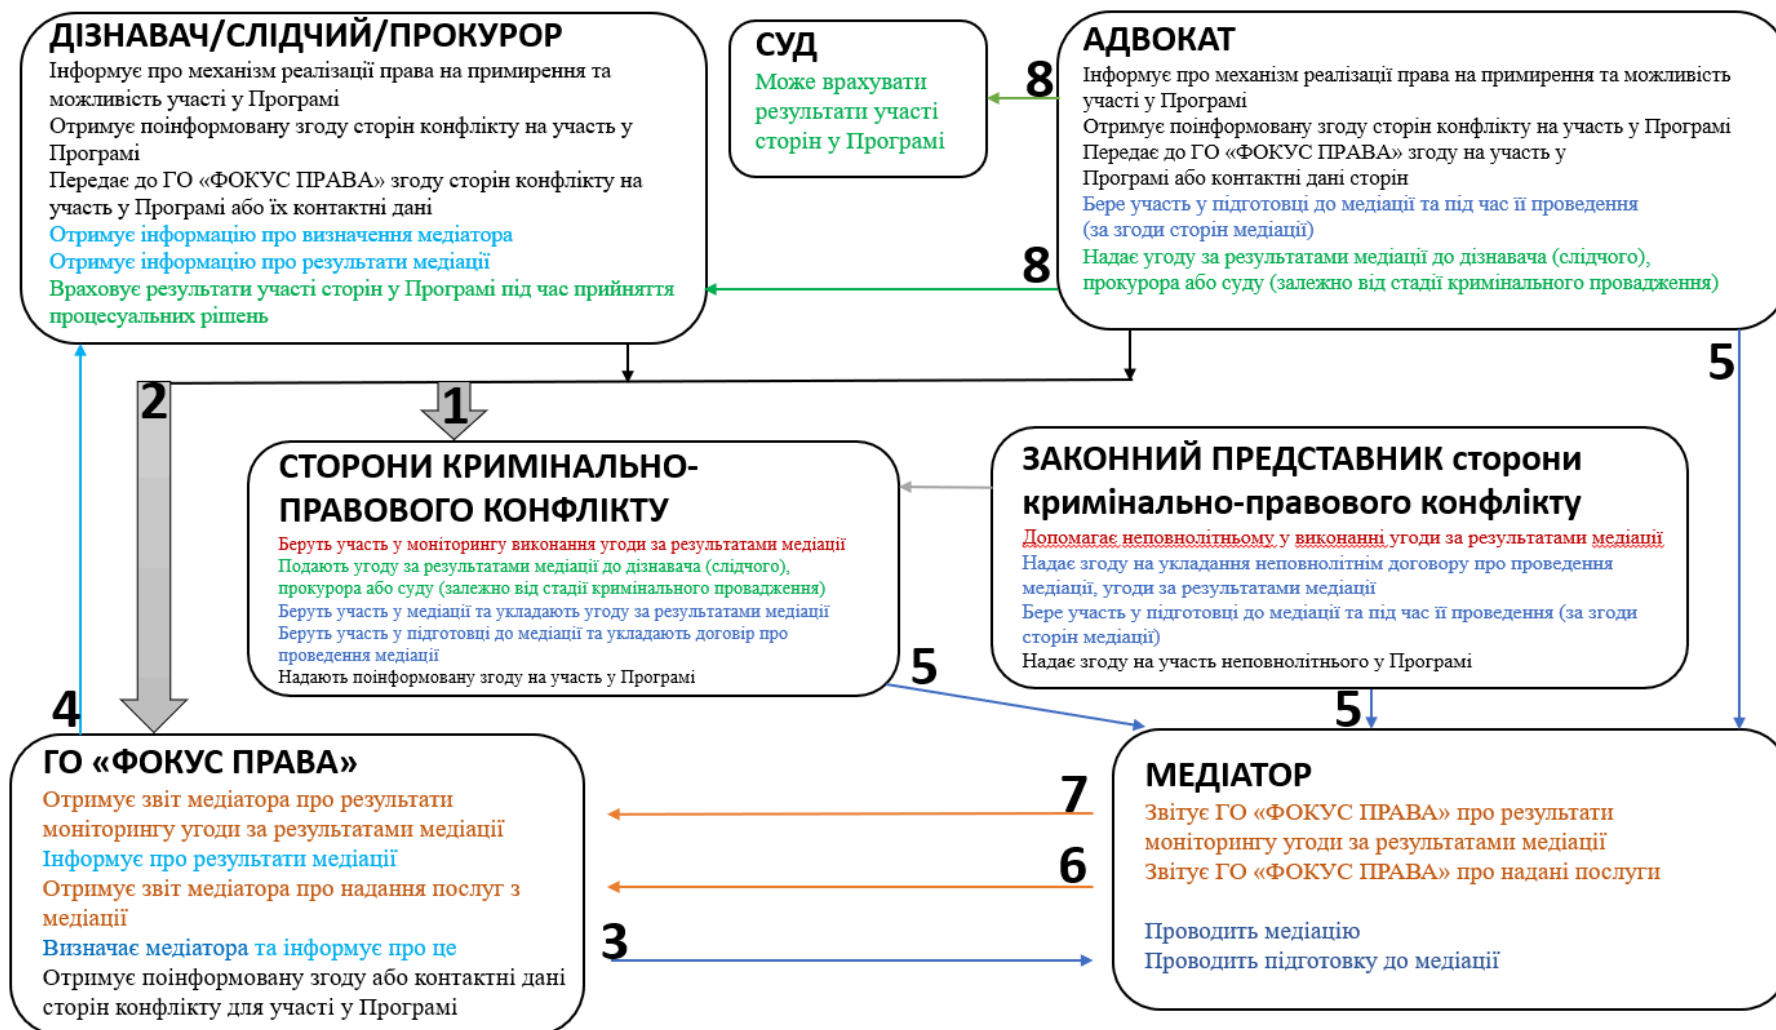 ДІЗНАВАЧ/СЛІДЧИЙ/ПРОКУРОР
Інформує про механізм реалізації права на примирення та
можливість участі у Програмі
Отримує поінформовану згоду сторін конфлікту на участь у
Програмі
Передає до ГО «ФОКУС ПРАВА» згоду сторін конфлікту на
участь у Програмі або їх контактні дані
Отримує інформацію про визначення медіатора
Отримує інформацію про результати медіації
Враховує результати участі сторін у Програмі під час прийняття
процесуальних рішень
СУД
Може врахувати
результати участі
сторін у Програмі
8
8
АДВОКАТ
Інформує про механізм реалізації права на примирення та можливість
участі у Програмі
Отримує поінформовану згоду сторін конфлікту на участь у Програмі
Передає до ГО «ФОКУС ПРАВА» згоду на участь у
Програмі або контактні дані сторін
Бере участь у підготовці до медіації та під час її проведення
(за згоди сторін медіації)
Надає угоду за результатами медіації до дізнавача (слідчого),
прокурора або суду (залежно від стадії кримінального провадження)
5
2
1
СТОРОНИ КРИМІНАЛЬНО-
ПРАВОВОГО КОНФЛІКТУ
Беруть участь у моніторингу виконання угоди за результатами медіації
Подають угоду за результатами медіації до дізнавача (слідчого),
прокурора або суду (залежно від стадії кримінального провадження)
Беруть участь у медіації та укладають угоду за результатами медіації
Беруть участь у підготовці до медіації та укладають договір про
проведення медіації
Надають поінформовану згоду на участь у Програмі
ЗАКОННИЙ ПРЕДСТАВНИК сторони
кримінально-правового конфлікту
Допомагає неповнолітньому у виконанні угоди за результатами медіації
Надає згоду на укладання неповнолітнім договору про проведення
медіації, угоди за результатами медіації
Бере участь у підготовці до медіації та під час її проведення (за згоди
сторін медіації)
Надає згоду на участь неповнолітнього у Програмі
5
5
4
ГО «ФОКУС ПРАВА»
Отримує звіт медіатора про результати
моніторингу угоди за результатами медіації
Інформує про результати медіації
Отримує звіт медіатора про надання послуг з
медіації
Визначає медіатора та інформує про це
Отримує поінформовану згоду або контактні дані
сторін конфлікту для участі у Програмі
7
6
3
МЕДІАТОР
Звітує ГО «ФОКУС ПРАВА» про результати
моніторингу угоди за результатами медіації
Звітує ГО «ФОКУС ПРАВА» про надані послуги
Проводить медіацію
Проводить підготовку до медіації